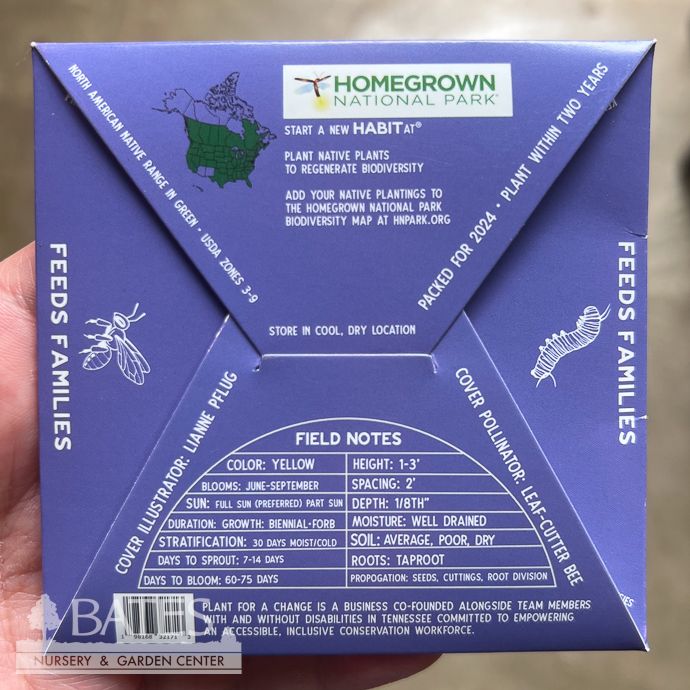 HOMEGROWN
NATIONAL PARK®
START A NEW HABITAT®
PLANT NATIVE PLANTS
TO REGENERATE BIODIVERSITY
ADD YOUR NATIVE PLANTINGS TO
THE HOMEGROWN NATIONAL PARK
BIODIVERSITY MAP AT HNPARK.ORG
NORTH AMERICAN NATIVE RANGE IN GREEN - USDA ZONES 3-9
PACKED FOR 2024 • PLANT WITHIN TWO YEARS
STORE IN COOL, DRY LOCATION
FEEDS FAMILIES
FEEDS FAMILIES
COVER ILLUSTRATOR: LIANNE PFLUG
COVER POLLINATOR: LEAF-CUTTER BEE
FIELD NOTES
COLOR: YELLOW
HEIGHT: 1-3'
BLOOMS: JUNE-SEPTEMBER
SPACING: 2'
SUN: FULL SUN (PREFERRED) PART SUN
DEPTH: 1/8TH"
DURATION: GROWTH: BIENNIAL-FORB
MOISTURE: WELL DRAINED
STRATIFICATION: 30 DAYS MOIST/COLD
SOIL: AVERAGE, POOR, DRY
DAYS TO SPROUT: 7-14 DAYS
ROOTS: TAPROOT
DAYS TO BLOOM: 60-75 DAYS
PROPOGATION: SEEDS, CUTTINGS, ROOT DIVISION
PLANT FOR A CHANGE IS A BUSINESS CO-FOUNDED ALONGSIDE TEAM MEMBERS
WITH AND WITHOUT DISABILITIES IN TENNESSEE COMMITTED TO EMPOWERING
AN ACCESSIBLE, INCLUSIVE CONSERVATION WORKFORCE.
BATES
NURSERY & GARDEN CENTER